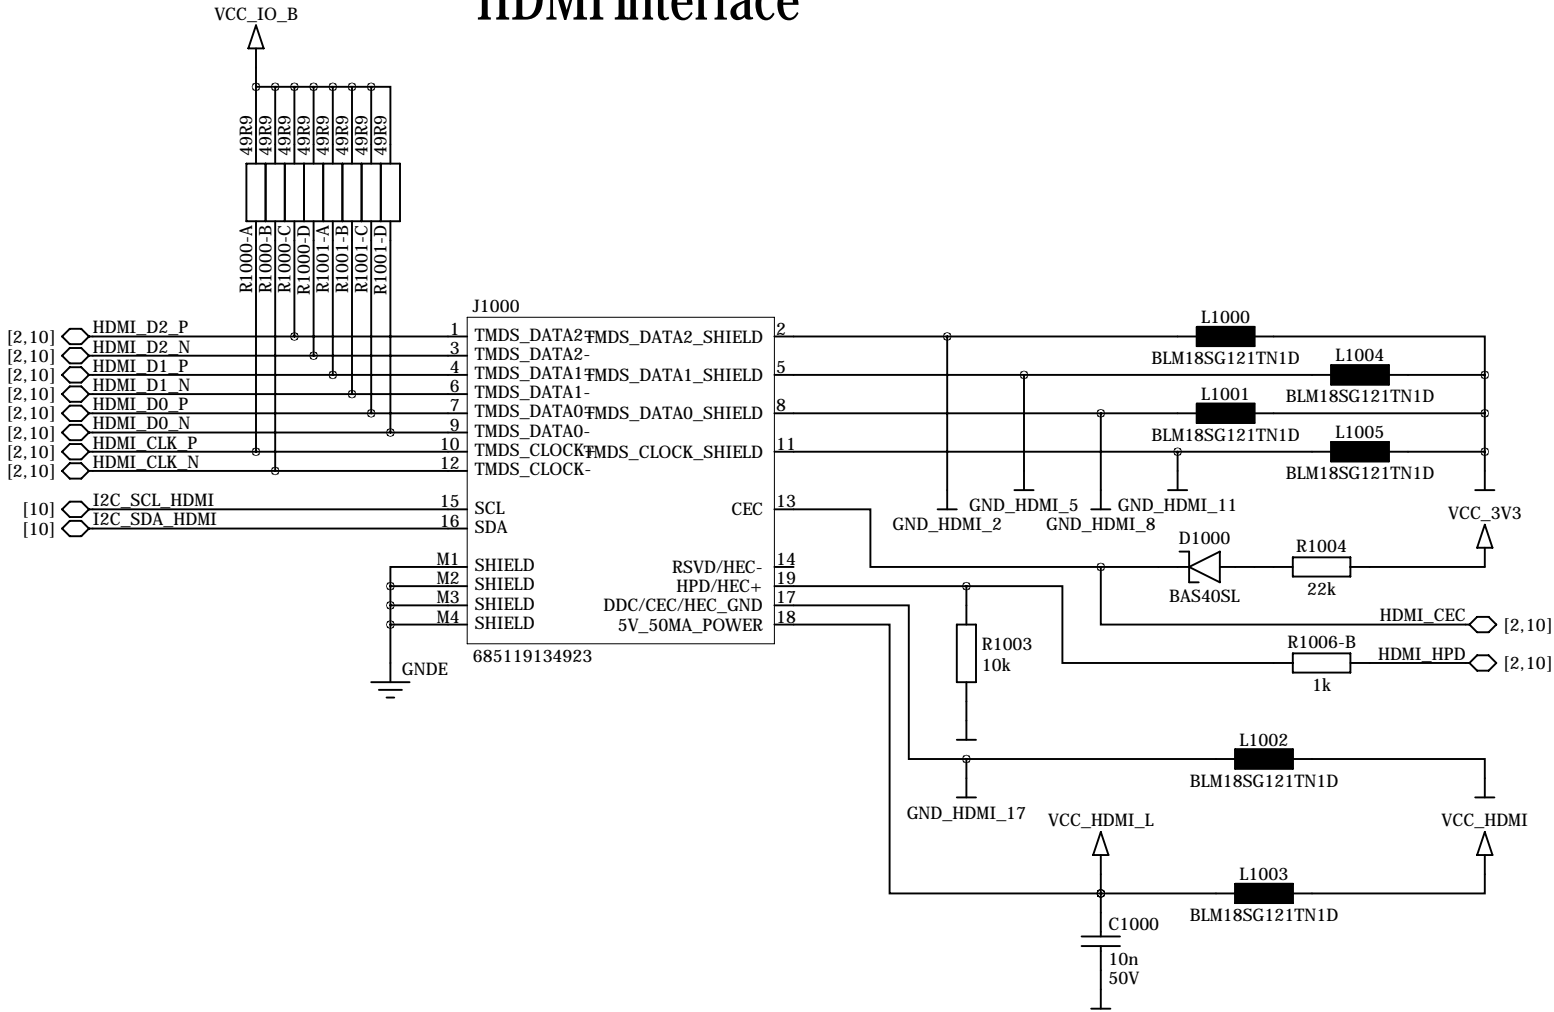 HDMI Interface
VCC_IO_B
49R9
49R9
49R9
49R9
49R9
49R9
49R9
49R9
R1000-A
R1000-B
R1000-C
R1000-D
R1001-A
R1001-B
R1001-C
R1001-D
[2,10] HDMI_D2_P
[2,10] HDMI_D2_N
[2,10] HDMI_D1_P
[2,10] HDMI_D1_N
[2,10] HDMI_D0_P
[2,10] HDMI_D0_N
[2,10] HDMI_CLK_P
[2,10] HDMI_CLK_N
[10] I2C_SCL_HDMI
[10] I2C_SDA_HDMI
J1000
1 TMDS_DATA2+ TMDS_DATA2_SHIELD 2
3 TMDS_DATA2-
4 TMDS_DATA1+ TMDS_DATA1_SHIELD 5
6 TMDS_DATA1-
7 TMDS_DATA0+ TMDS_DATA0_SHIELD 8
9 TMDS_DATA0-
10 TMDS_CLOCK+ TMDS_CLOCK_SHIELD 11
12 TMDS_CLOCK-
15 SCL CEC 13
16 SDA
M1 SHIELD RSVD/HEC- 14
M2 SHIELD HPD/HEC+ 19
M3 SHIELD DDC/CEC/HEC_GND 17
M4 SHIELD 5V_50MA_POWER 18
685119134923
GNDE
L1000
BLM18SG121TN1D
L1004
BLM18SG121TN1D
L1001
BLM18SG121TN1D
L1005
BLM18SG121TN1D
GND_HDMI_2
GND_HDMI_5
GND_HDMI_8
GND_HDMI_11
VCC_3V3
D1000
BAS40SL
R1004
22k
HDMI_CEC [2,10]
R1003
10k
R1006-B
1k
HDMI_HPD [2,10]
L1002
BLM18SG121TN1D
GND_HDMI_17
VCC_HDMI_L
VCC_HDMI
L1003
BLM18SG121TN1D
C1000
10n
50V